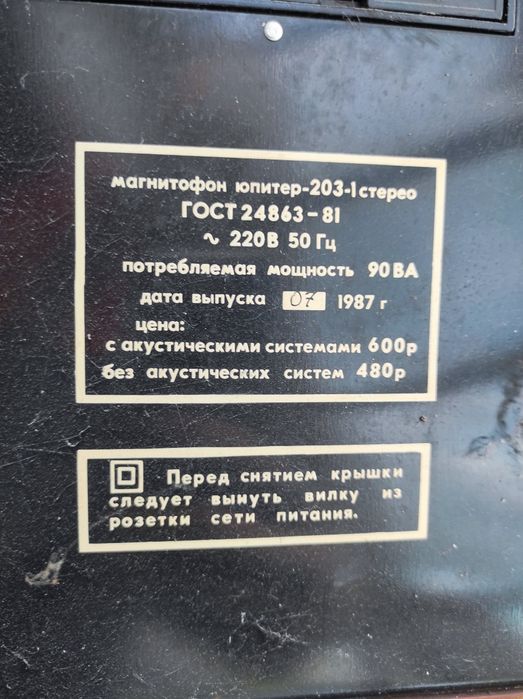 магнитофон юпитер-203-1 стерео
ГОСТ 24863-81
~ 220В 50 Гц
потребляемая мощность 90ВА
дата выпуска 07 1987 г
цена:
с акустическими системами 600р
без акустических систем 480р
Перед снятием крышки
следует вынуть вилку из
розетки сети питания.